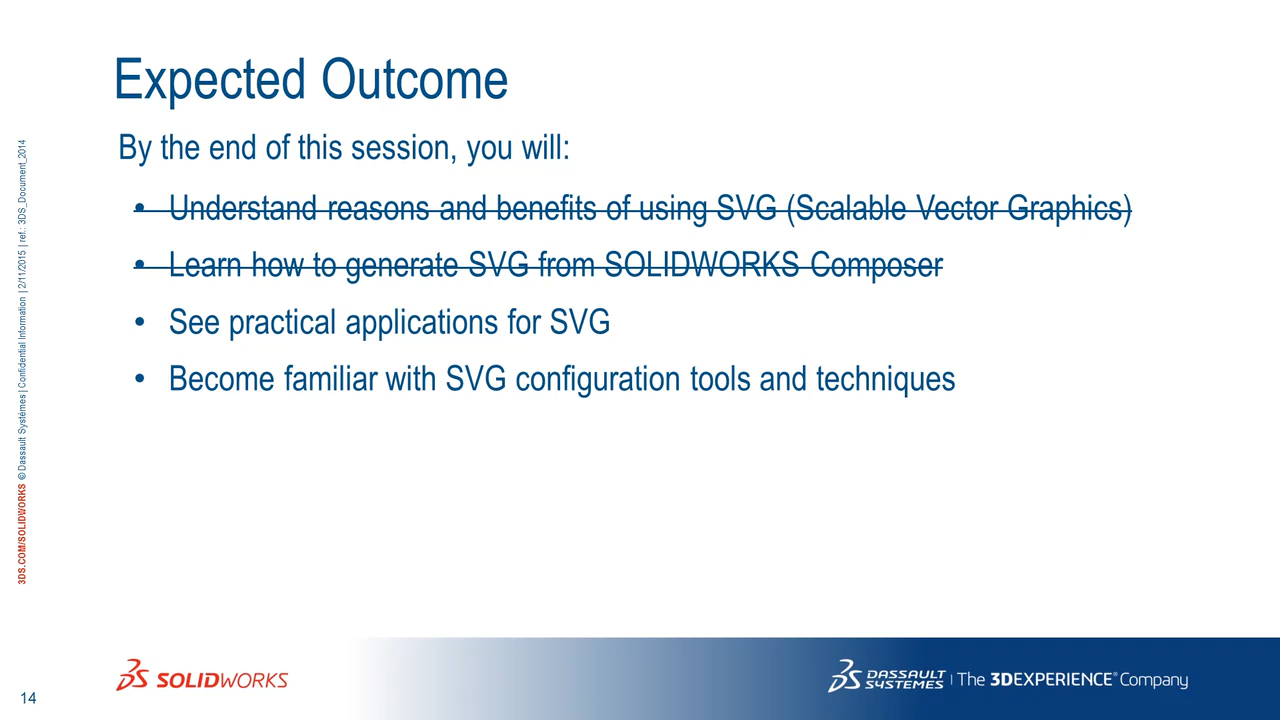 Expected Outcome
By the end of this session, you will:
• Understand reasons and benefits of using SVG (Scalable Vector Graphics)
• Learn how to generate SVG from SOLIDWORKS Composer
• See practical applications for SVG
• Become familiar with SVG configuration tools and techniques
3DS.COM/SOLIDWORKS © Dassault Systèmes | Confidential Information | 2/11/2015 | ref.: 3DS_Document_2014
SOLIDWORKS
DASSAULT SYSTEMES | The 3DEXPERIENCE® Company
14